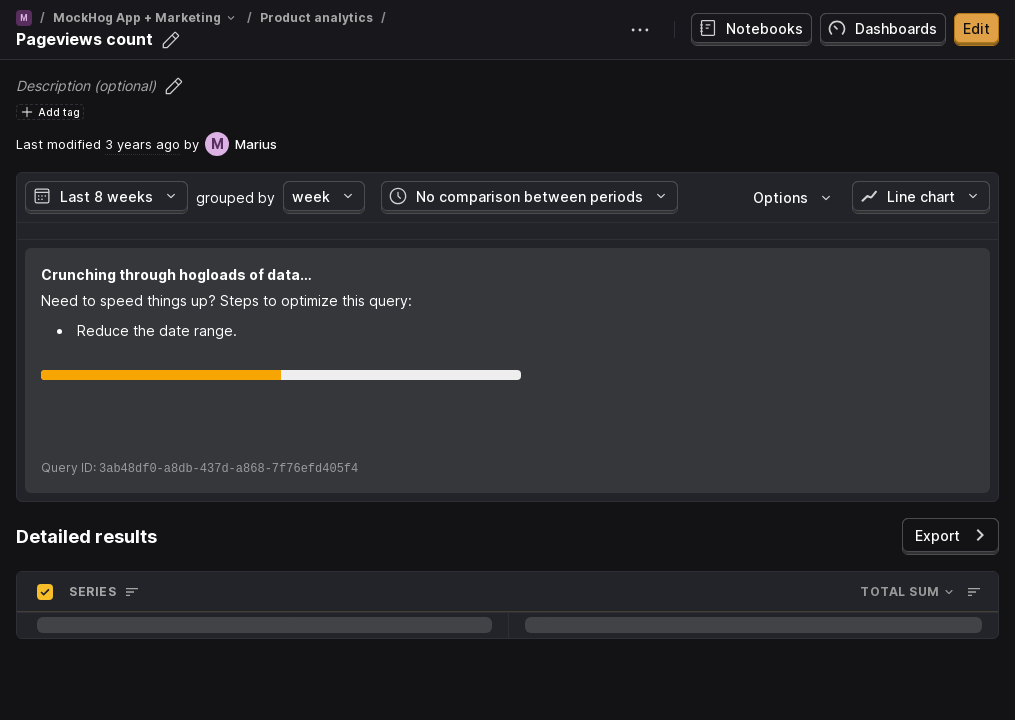 M / MockHog App + Marketing / Product analytics /
Pageviews count
Notebooks
Dashboards
Edit
Description (optional)
Add tag
Last modified 3 years ago by M Marius
Last 8 weeks grouped by week No comparison between periods Options Line chart
Crunching through hogloads of data...
Need to speed things up? Steps to optimize this query:
• Reduce the date range.
Query ID: 3ab48df0-a8db-437d-a868-7f76efd405f4
Detailed results
Export
SERIES TOTAL SUM